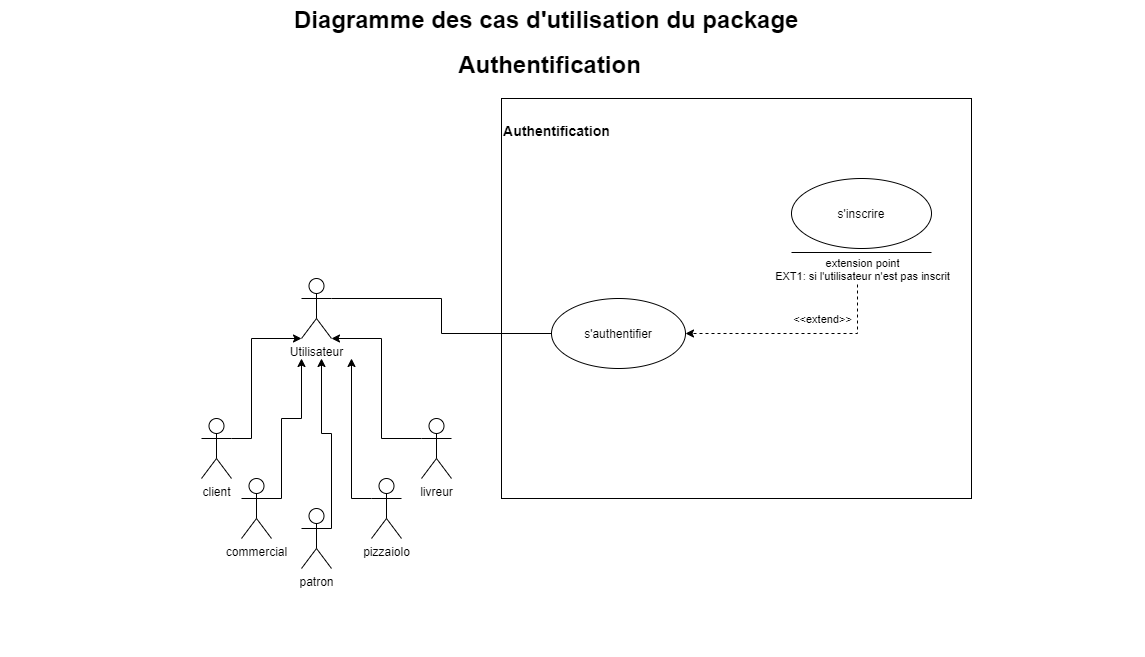 Diagramme des cas d'utilisation du package
Authentification
Authentification
s'inscrire
extension point
EXT1: si l'utilisateur n'est pas inscrit
<<extend>>
s'authentifier
Utilisateur
client
livreur
commercial
pizzaiolo
patron